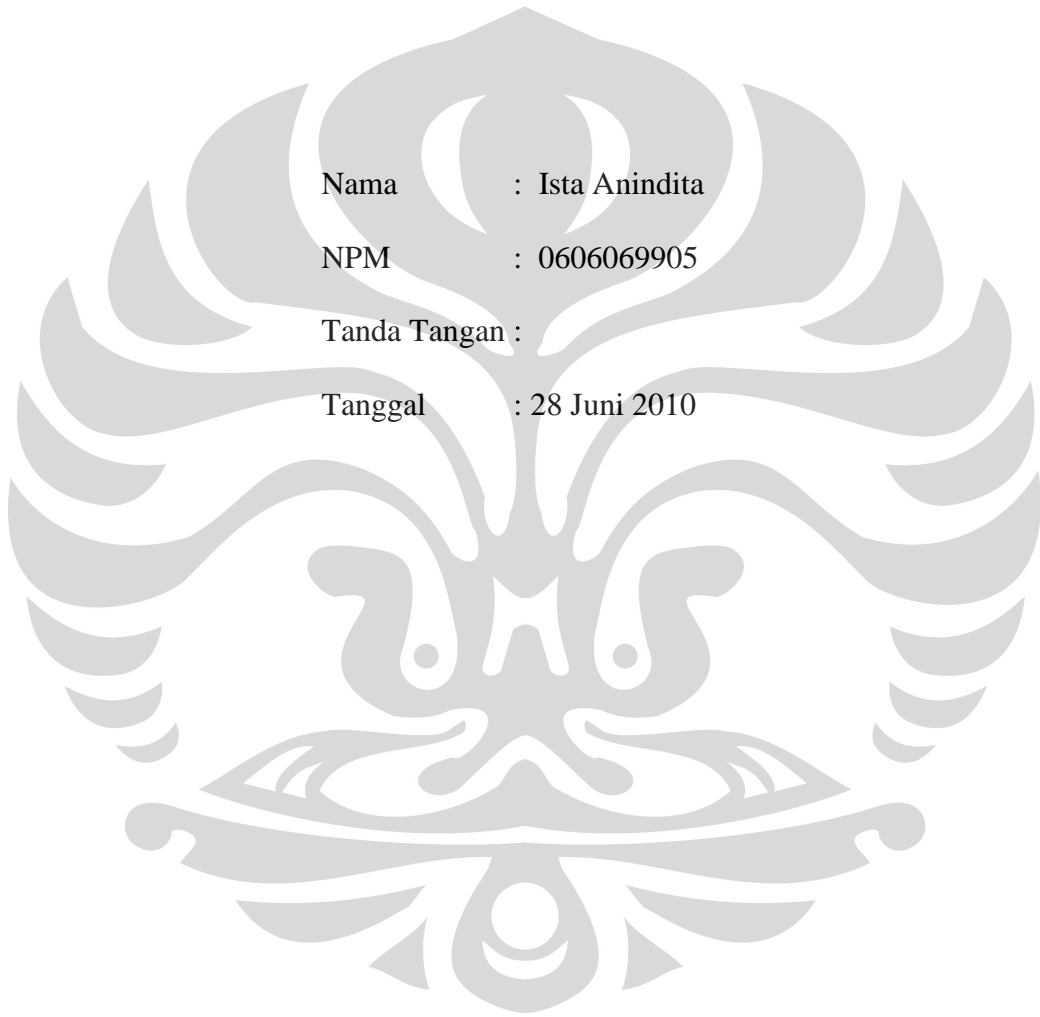 Nama : Ista Anindita
NPM : 0606069905
Tanda Tangan :
Tanggal : 28 Juni 2010